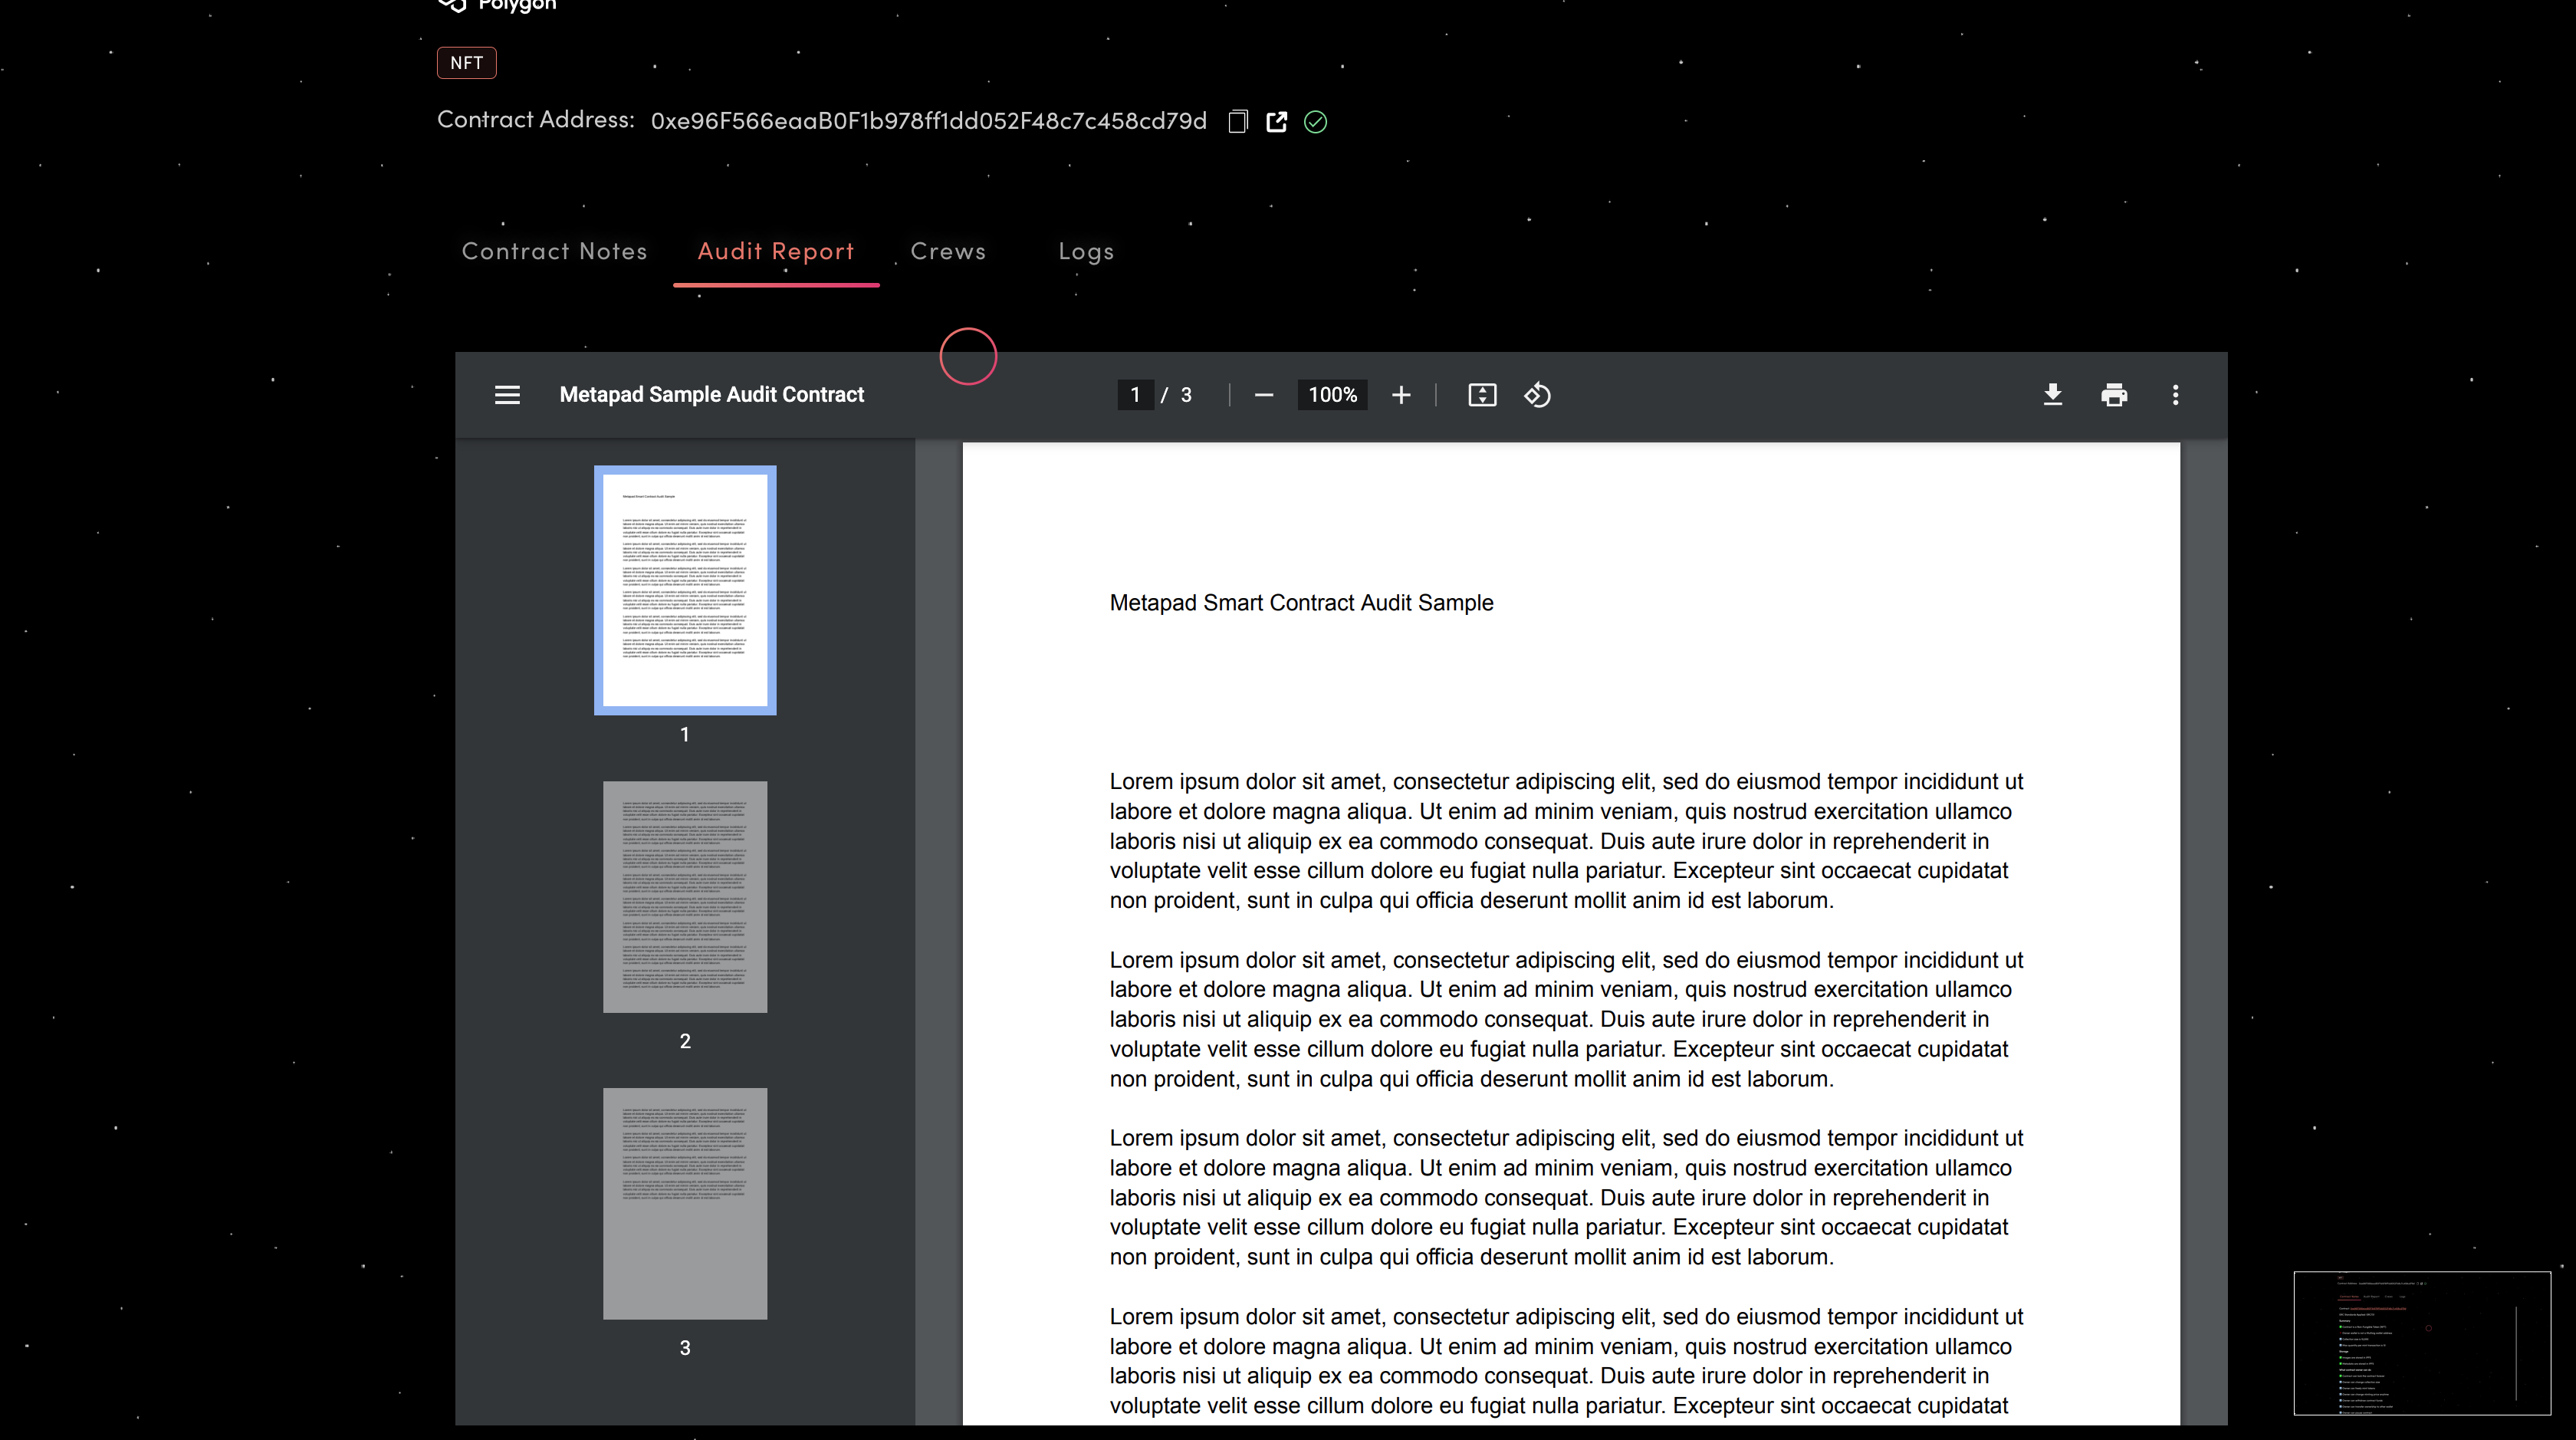 Polygon
NFT
Contract Address: 0xe96F566eaaB0F1b978ff1dd052F48c7c458cd79d
Contract Notes Audit Report Crews Logs
Metapad Sample Audit Contract 1 / 3 100%
1
2
3
Metapad Smart Contract Audit Sample
Lorem ipsum dolor sit amet, consectetur adipiscing elit, sed do eiusmod tempor incididunt ut
labore et dolore magna aliqua. Ut enim ad minim veniam, quis nostrud exercitation ullamco
laboris nisi ut aliquip ex ea commodo consequat. Duis aute irure dolor in reprehenderit in
voluptate velit esse cillum dolore eu fugiat nulla pariatur. Excepteur sint occaecat cupidatat
non proident, sunt in culpa qui officia deserunt mollit anim id est laborum.
Lorem ipsum dolor sit amet, consectetur adipiscing elit, sed do eiusmod tempor incididunt ut
labore et dolore magna aliqua. Ut enim ad minim veniam, quis nostrud exercitation ullamco
laboris nisi ut aliquip ex ea commodo consequat. Duis aute irure dolor in reprehenderit in
voluptate velit esse cillum dolore eu fugiat nulla pariatur. Excepteur sint occaecat cupidatat
non proident, sunt in culpa qui officia deserunt mollit anim id est laborum.
Lorem ipsum dolor sit amet, consectetur adipiscing elit, sed do eiusmod tempor incididunt ut
labore et dolore magna aliqua. Ut enim ad minim veniam, quis nostrud exercitation ullamco
laboris nisi ut aliquip ex ea commodo consequat. Duis aute irure dolor in reprehenderit in
voluptate velit esse cillum dolore eu fugiat nulla pariatur. Excepteur sint occaecat cupidatat
non proident, sunt in culpa qui officia deserunt mollit anim id est laborum.
Lorem ipsum dolor sit amet, consectetur adipiscing elit, sed do eiusmod tempor incididunt ut
labore et dolore magna aliqua. Ut enim ad minim veniam, quis nostrud exercitation ullamco
laboris nisi ut aliquip ex ea commodo consequat. Duis aute irure dolor in reprehenderit in
voluptate velit esse cillum dolore eu fugiat nulla pariatur. Excepteur sint occaecat cupidatat